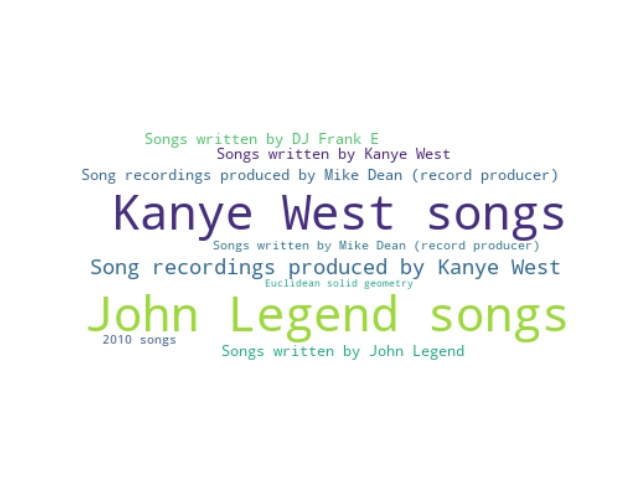 Songs written by DJ Frank E
Songs written by Kanye West
Song recordings produced by Mike Dean (record producer)
Kanye West songs
Songs written by Mike Dean (record producer)
Song recordings produced by Kanye West
Euclidean solid geometry
John Legend songs
2010 songs
Songs written by John Legend